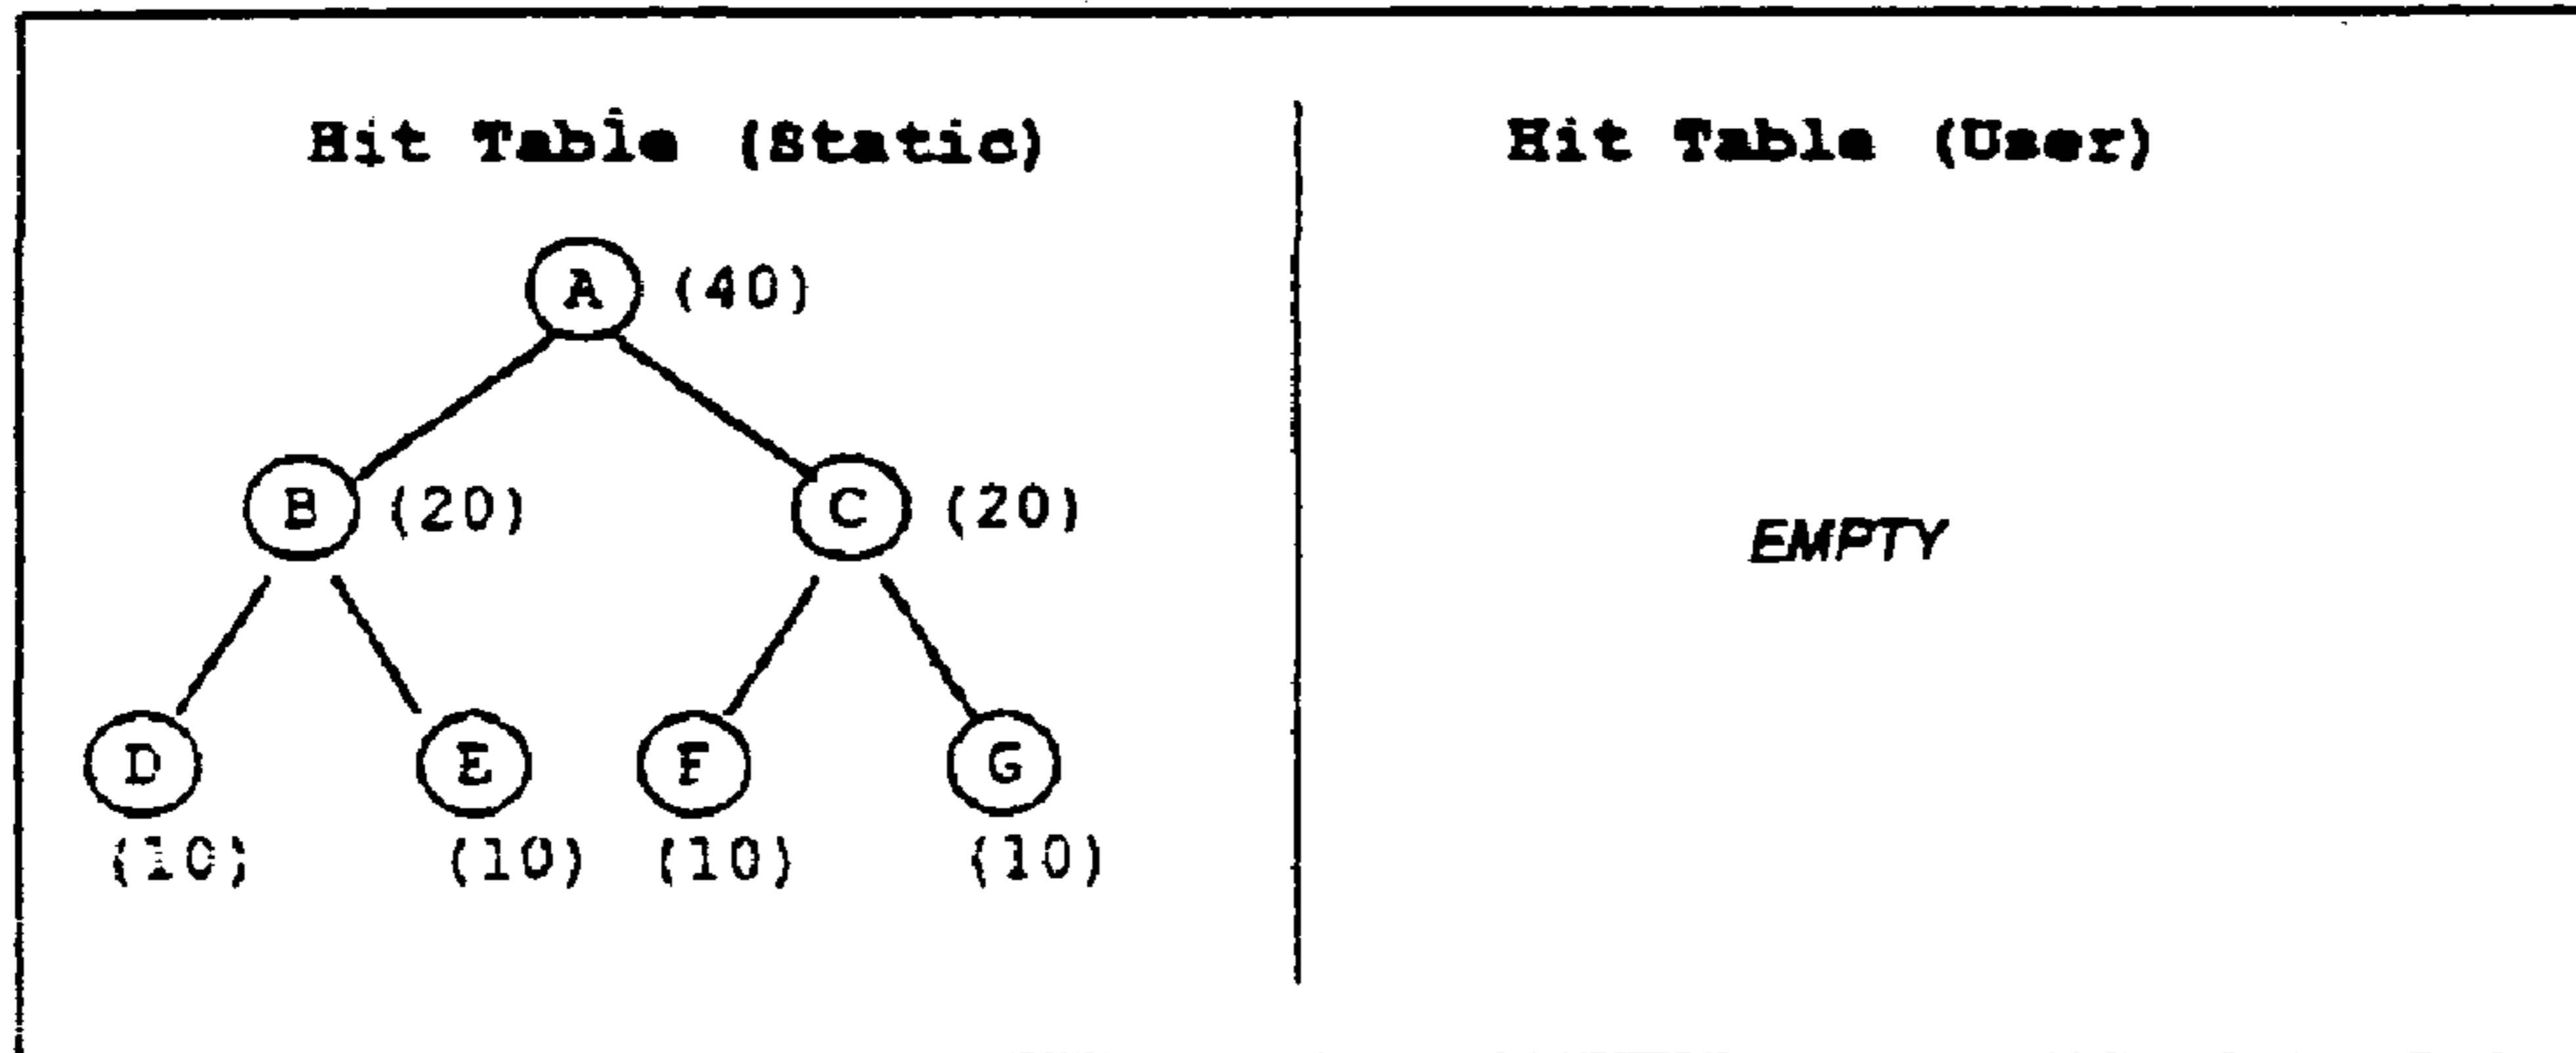 Hit Table (Static)
Hit Table (User)
A (40)
B (20)
C (20)
EMPTY
D
E
F
G
(10)
(10)
(10)
(10)